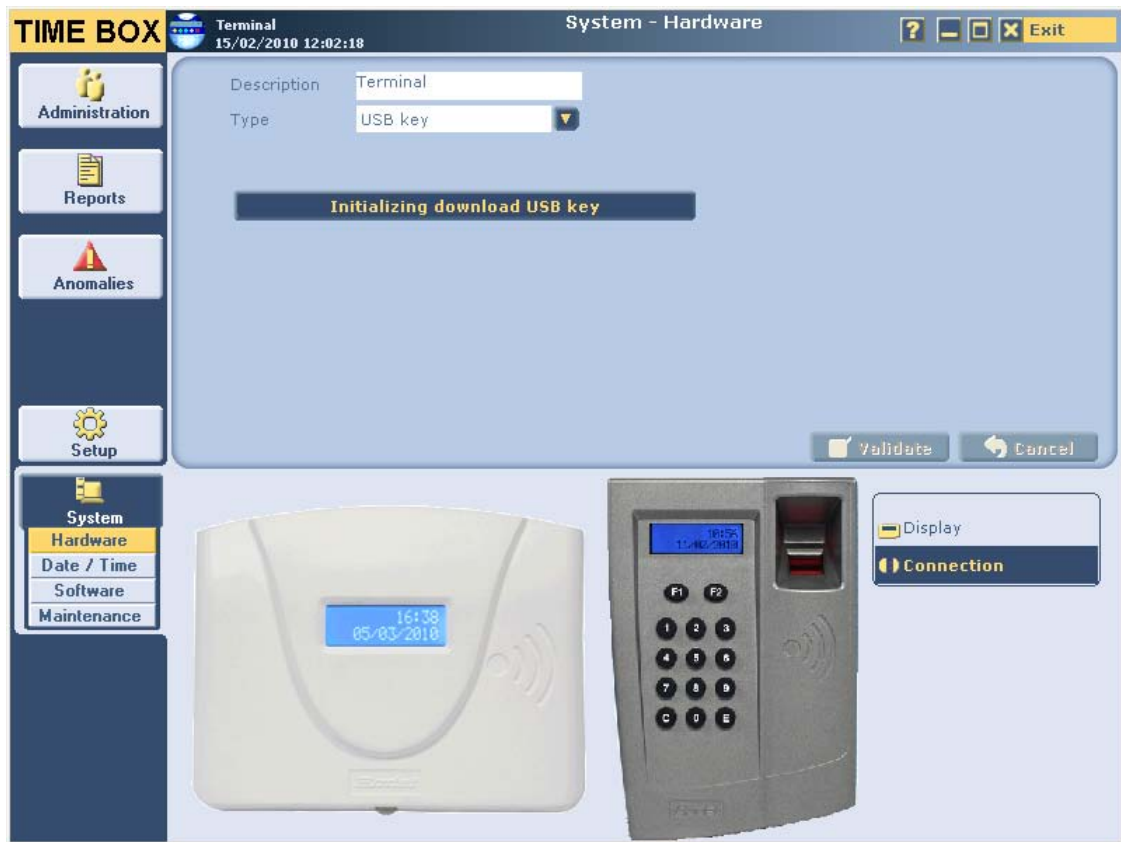 TIME BOX
Terminal
15/02/2010 12:02:18
System - Hardware
? Exit
Administration
Reports
Anomalies
Setup
System
Hardware
Date / Time
Software
Maintenance
Description Terminal
Type USB key
Initializing download USB key
Validate Cancel
Display
Connection
16:38
05/03/2010
F1 F2
1 2 3
4 5 6
7 8 9
C 0 E